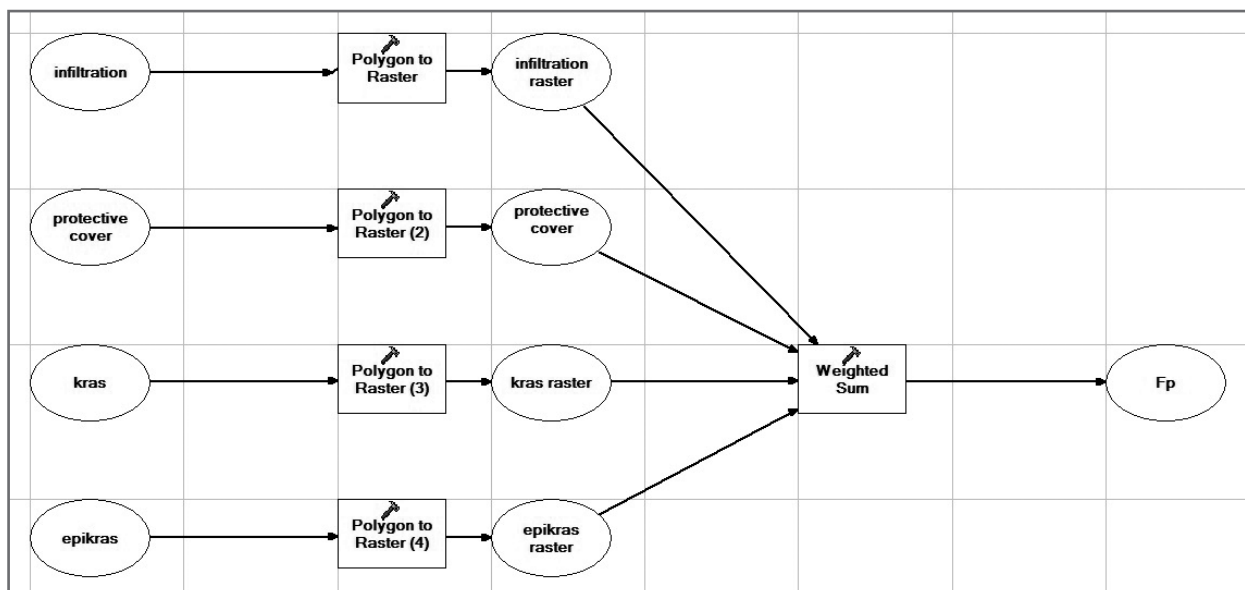 infiltration
Polygon to
Raster
infiltration
raster
protective
cover
Polygon to
Raster (2)
protective
cover
kras
Polygon to
Raster (3)
kras raster
Weighted
Sum
Fp
epikras
Polygon to
Raster (4)
epikras
raster